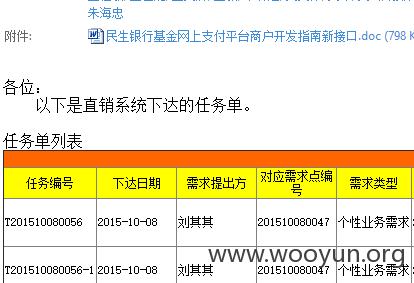 朱海忠
附件: 民生银行基金网上支付平台商户开发指南新接口.doc (798 K
各位：
以下是直销系统下达的任务单。
任务单列表
任务编号 下达日期 需求提出方 对应需求点编号 需求类型
T201510080056 2015-10-08 刘其其 201510080047 个性业务需求
www.wooyun.org
T201510080056-1 2015-10-08 刘其其 201510080047 个性业务需求